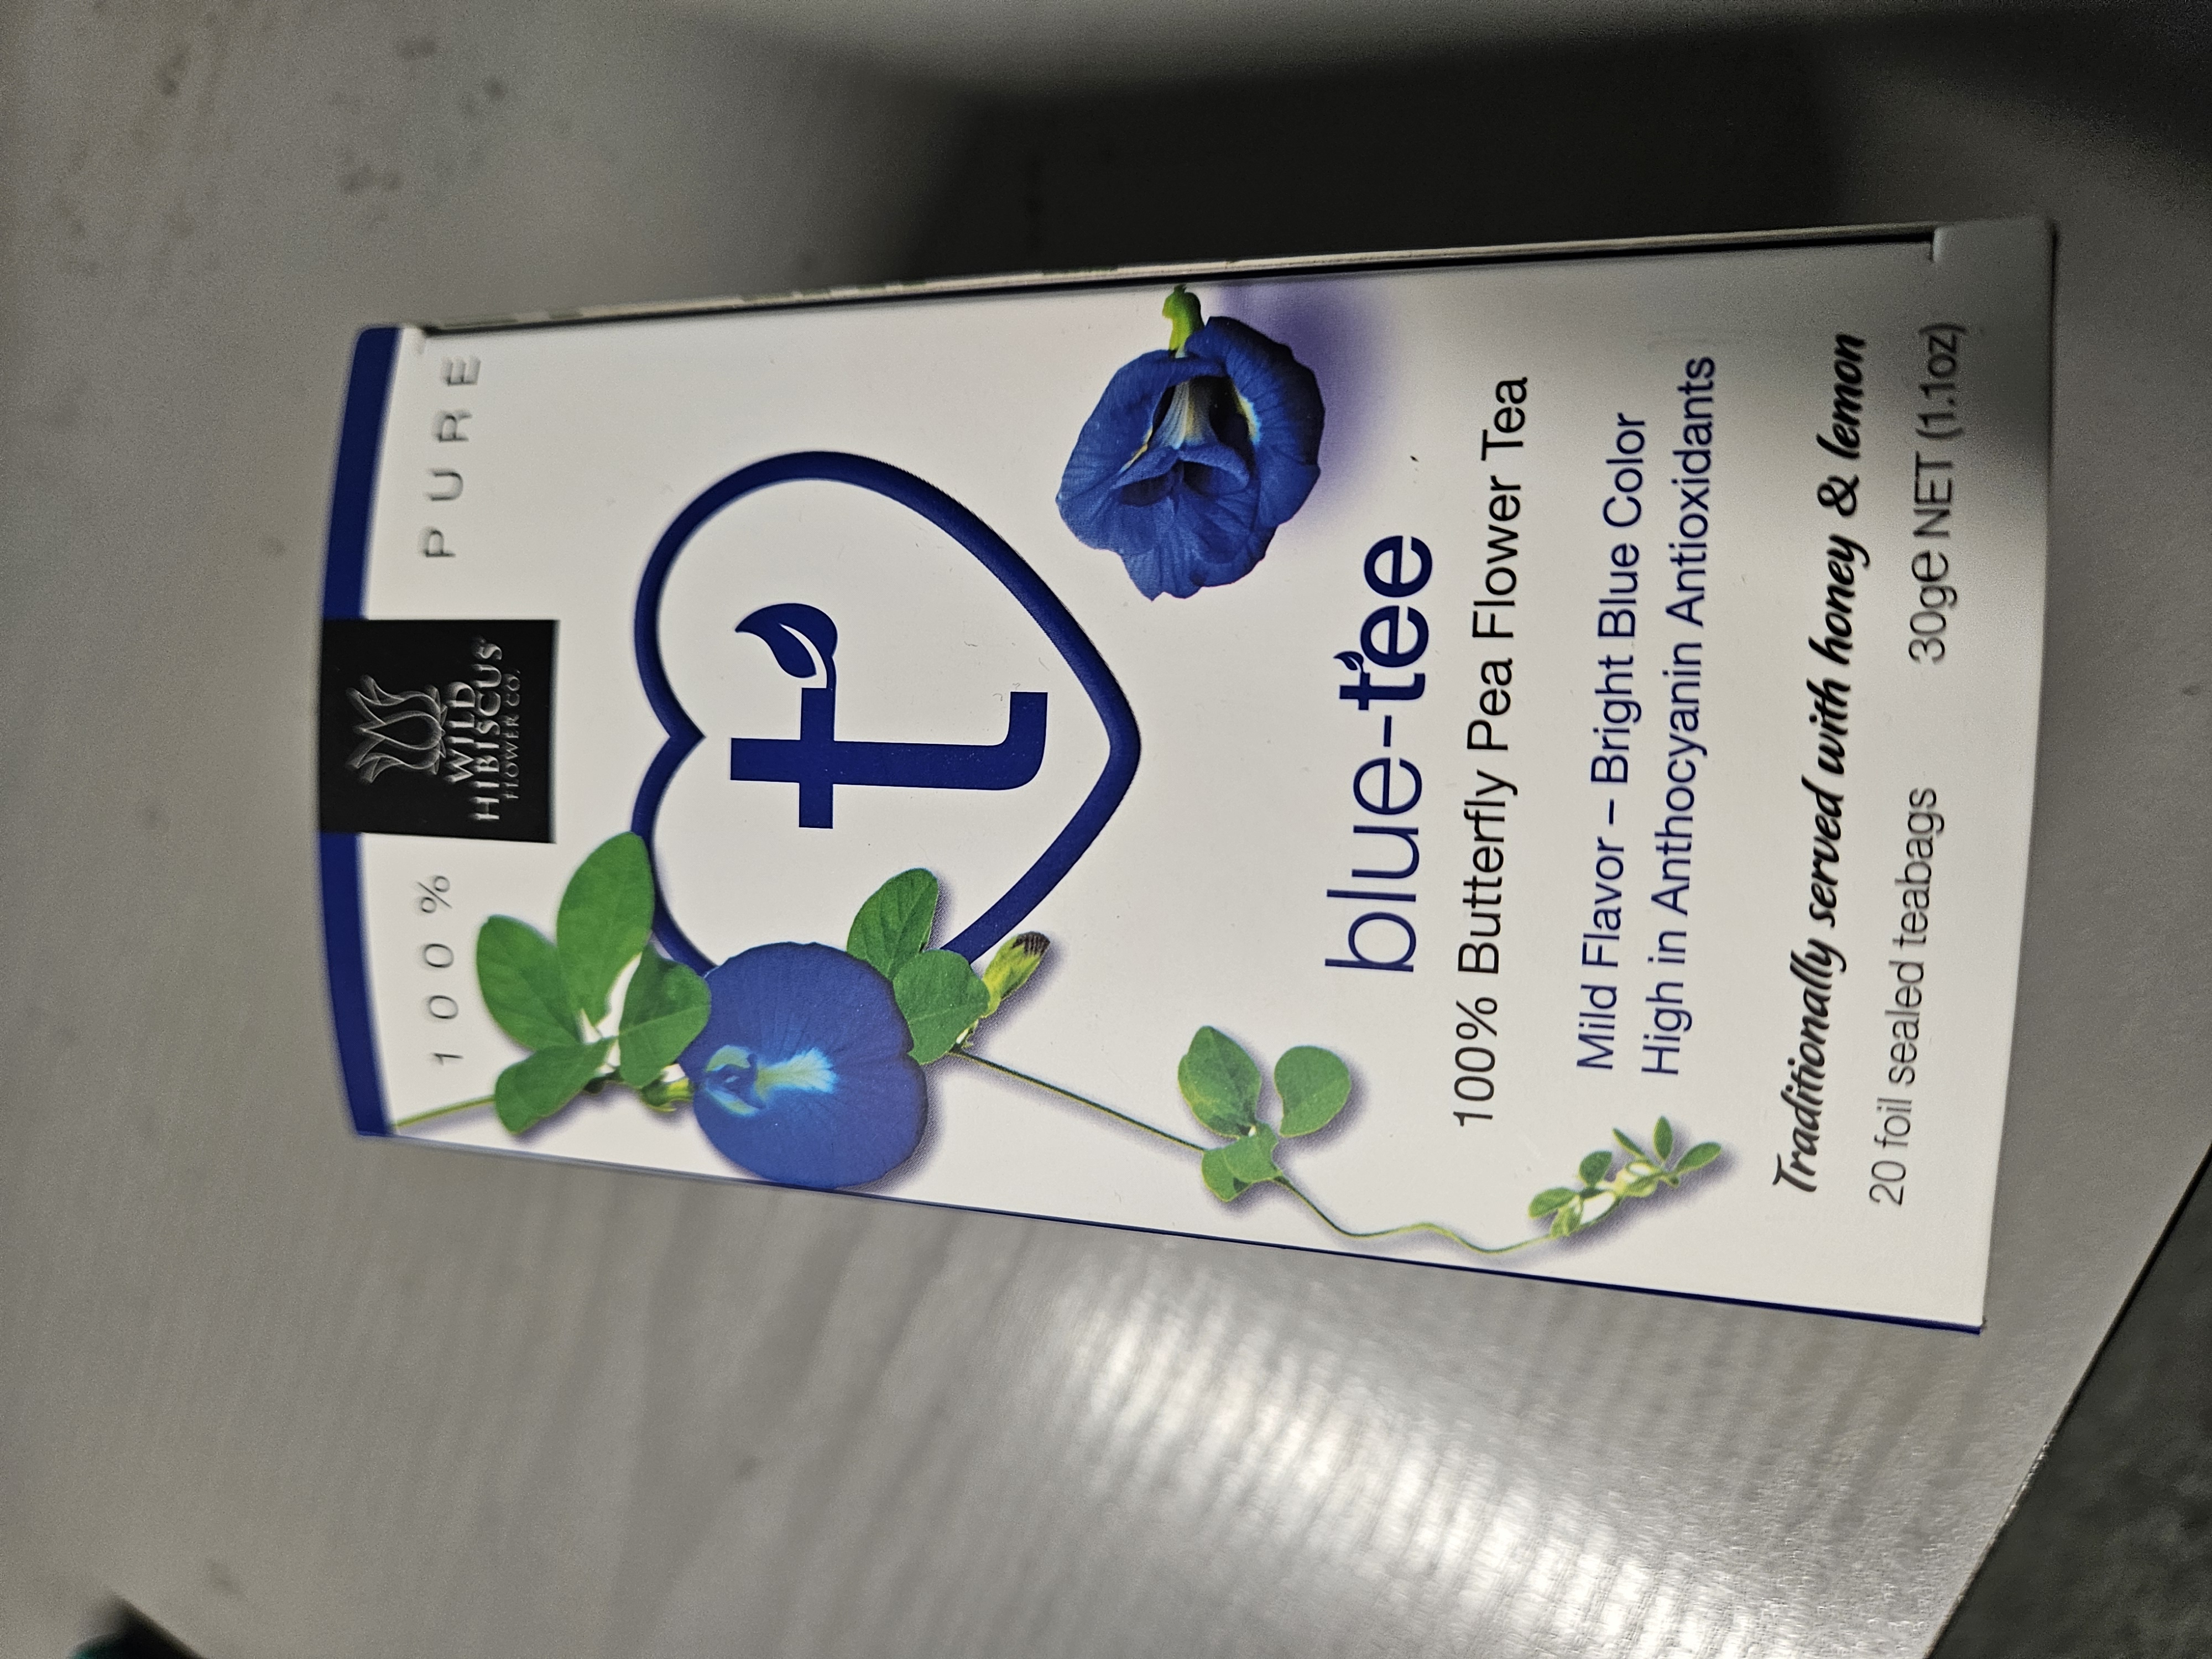 100% PURE
WILD
HIBISCUS
FLOWER CO.
t
blue-tee
100% Butterfly Pea Flower Tea
Mild Flavor – Bright Blue Color
High in Anthocyanin Antioxidants
Traditionally served with honey & lemon
20 foil sealed teabags 30g℮ NET (1.1oz)